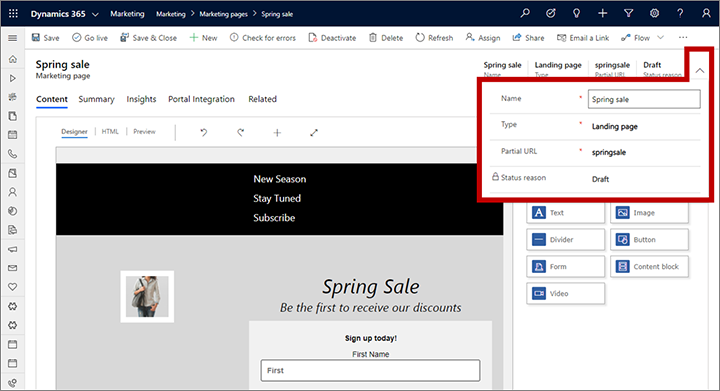 Dynamics 365 Marketing Marketing > Marketing pages > Spring sale
Save Go live Save & Close New Check for errors Deactivate Delete Refresh Assign Share Email a Link Flow
Spring sale
Marketing page
Spring sale Landing page springsale Draft
Name Type Partial URL Status reason
Content Summary Insights Portal Integration Related
Name * Spring sale
Type * Landing page
Partial URL * springsale
Status reason Draft
Designer HTML Preview
New Season
Stay Tuned
Subscribe
Spring Sale
Be the first to receive our discounts
Sign up today!
First Name
First
Text Image
Divider Button
Form Content block
Video